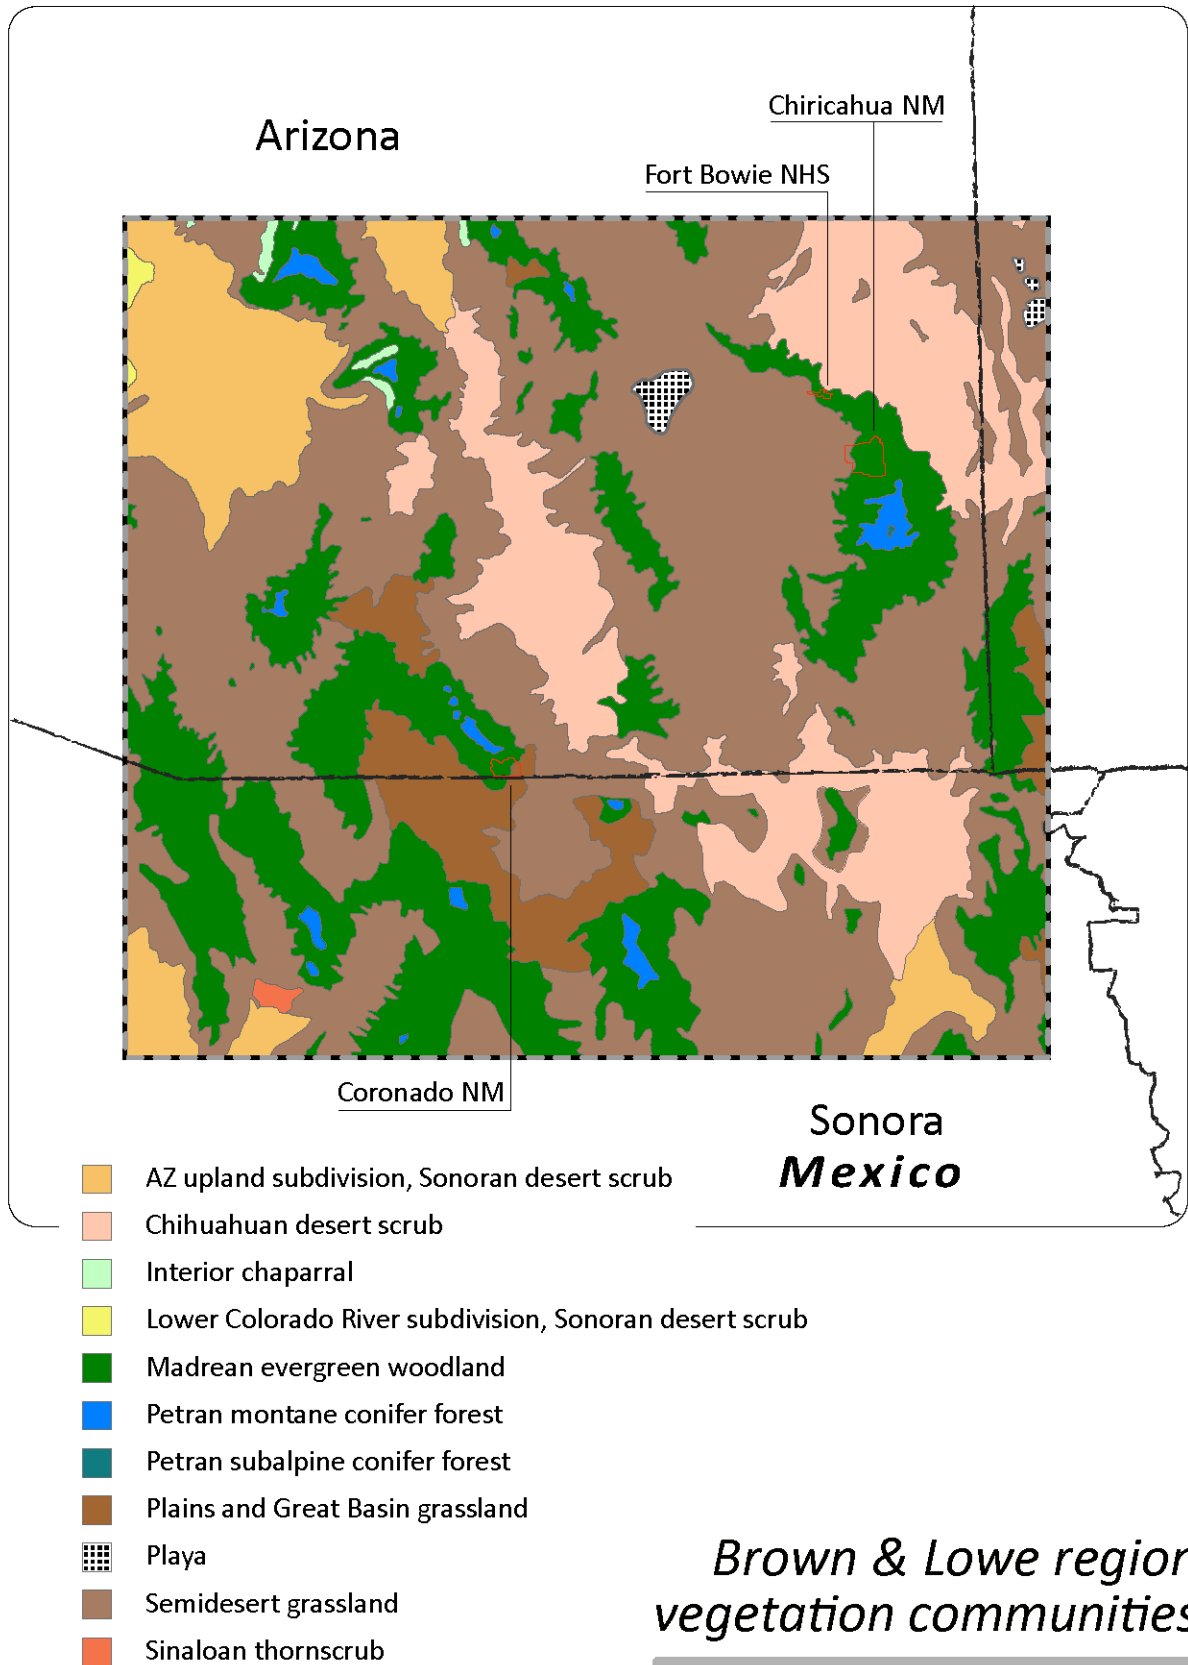 Arizona
Chiricahua NM
Fort Bowie NHS
Coronado NM
Sonora
Mexico
AZ upland subdivision, Sonoran desert scrub
Chihuahuan desert scrub
Interior chaparral
Lower Colorado River subdivision, Sonoran desert scrub
Madrean evergreen woodland
Petran montane conifer forest
Petran subalpine conifer forest
Plains and Great Basin grassland
Playa
Semidesert grassland
Sinaloan thornscrub
Brown & Lowe region
vegetation communities